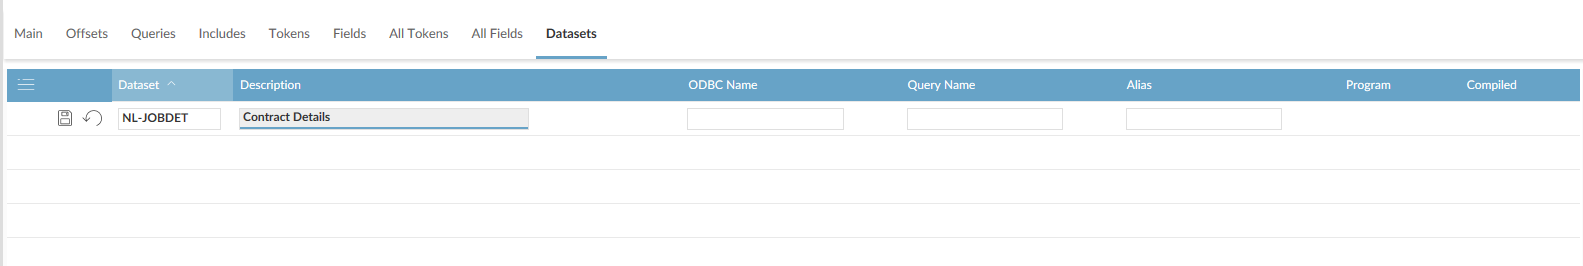 Main Offsets Queries Includes Tokens Fields All Tokens All Fields Datasets
Dataset Description ODBC Name Query Name Alias Program Compiled
NL-JOBDET Contract Details